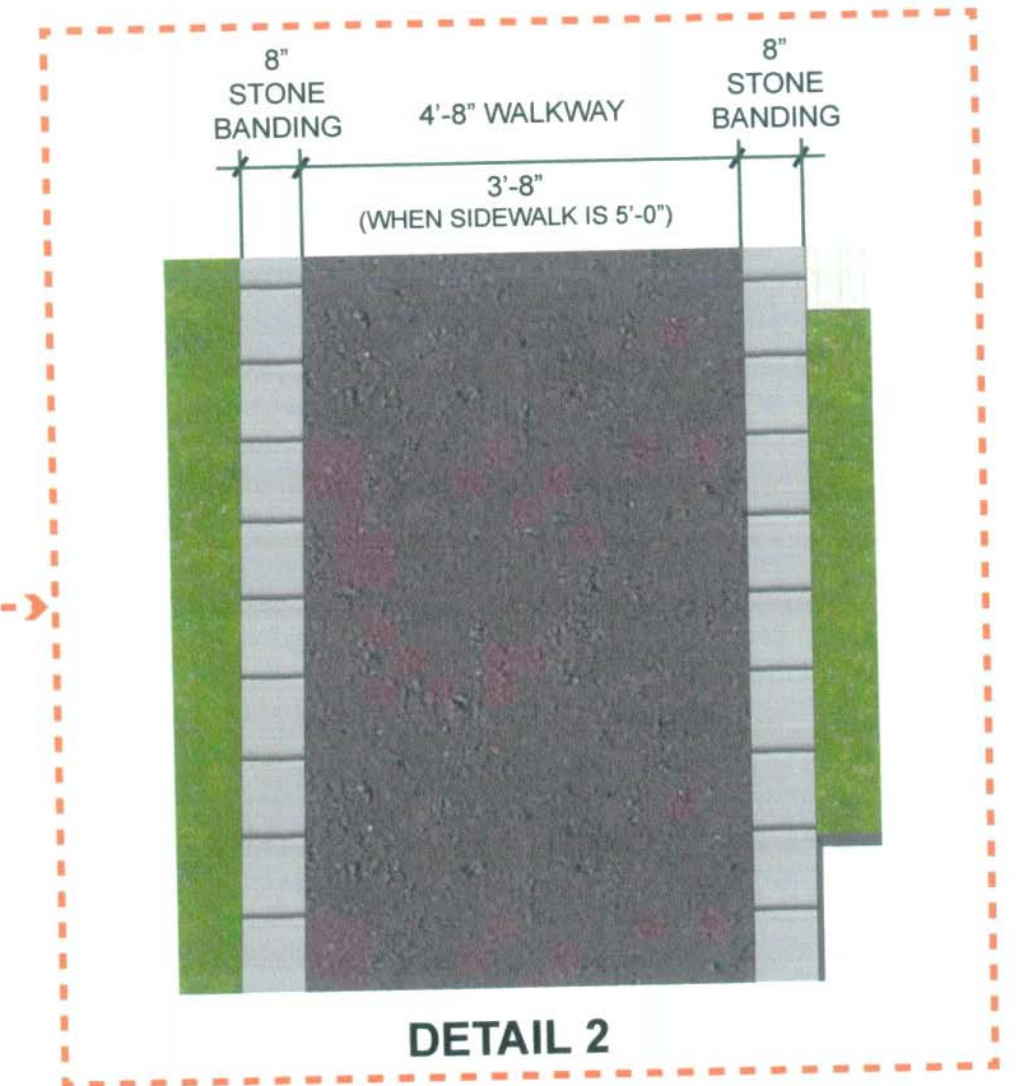 8”
STONE
BANDING
4’-8” WALKWAY
8”
STONE
BANDING
3’-8”
(WHEN SIDEWALK IS 5’-0”)
DETAIL 2